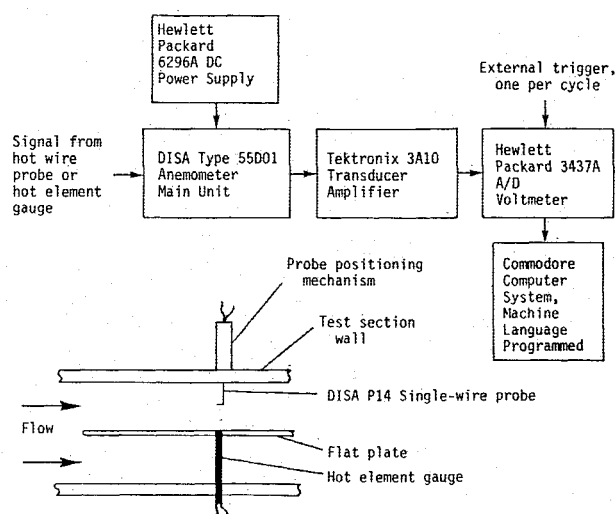 Hewlett
Packard
6296A DC
Power Supply
External trigger,
one per cycle
Signal from
hot wire
probe or
hot element
gauge
DISA Type 55D01
Anemometer
Main Unit
Tektronix 3A10
Transducer
Amplifier
Hewlett
Packard 3437A
A/D
Voltmeter
Commodore
Computer
System,
Machine
Language
Programmed
Probe positioning
mechanism
Test section
wall
DISA P14 Single-wire probe
Flow
Flat plate
Hot element gauge